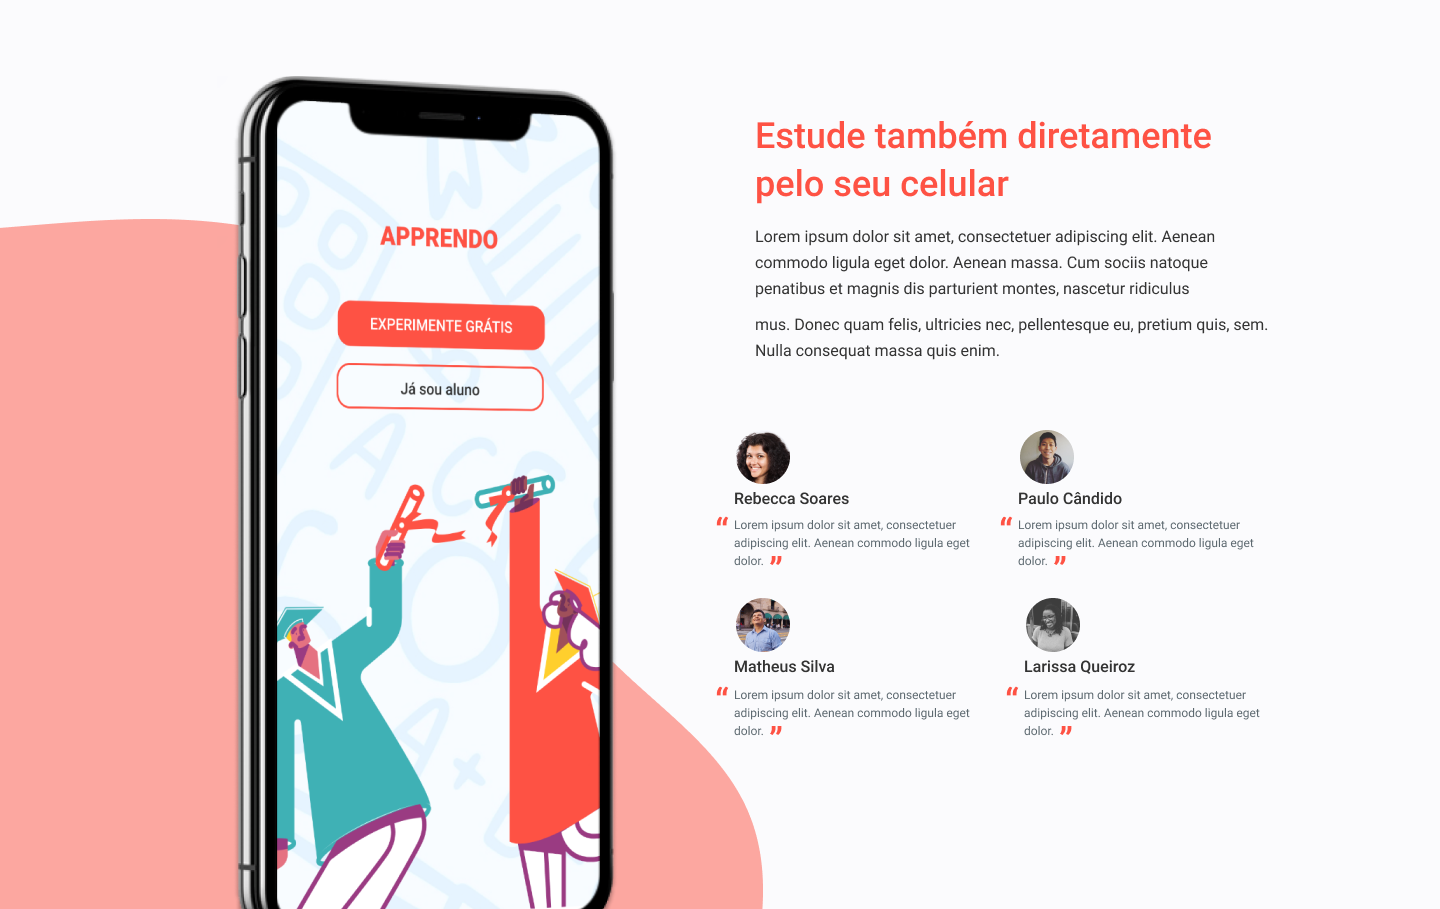 APPRENDO
EXPERIMENTE GRÁTIS
Já sou aluno
Estude também diretamente
pelo seu celular
Lorem ipsum dolor sit amet, consectetuer adipiscing elit. Aenean
commodo ligula eget dolor. Aenean massa. Cum sociis natoque
penatibus et magnis dis parturient montes, nascetur ridiculus
mus. Donec quam felis, ultricies nec, pellentesque eu, pretium quis, sem.
Nulla consequat massa quis enim.
Rebecca Soares
“ Lorem ipsum dolor sit amet, consectetuer
adipiscing elit. Aenean commodo ligula eget
dolor. ”
Paulo Cândido
“ Lorem ipsum dolor sit amet, consectetuer
adipiscing elit. Aenean commodo ligula eget
dolor. ”
Matheus Silva
“ Lorem ipsum dolor sit amet, consectetuer
adipiscing elit. Aenean commodo ligula eget
dolor. ”
Larissa Queiroz
“ Lorem ipsum dolor sit amet, consectetuer
adipiscing elit. Aenean commodo ligula eget
dolor. ”